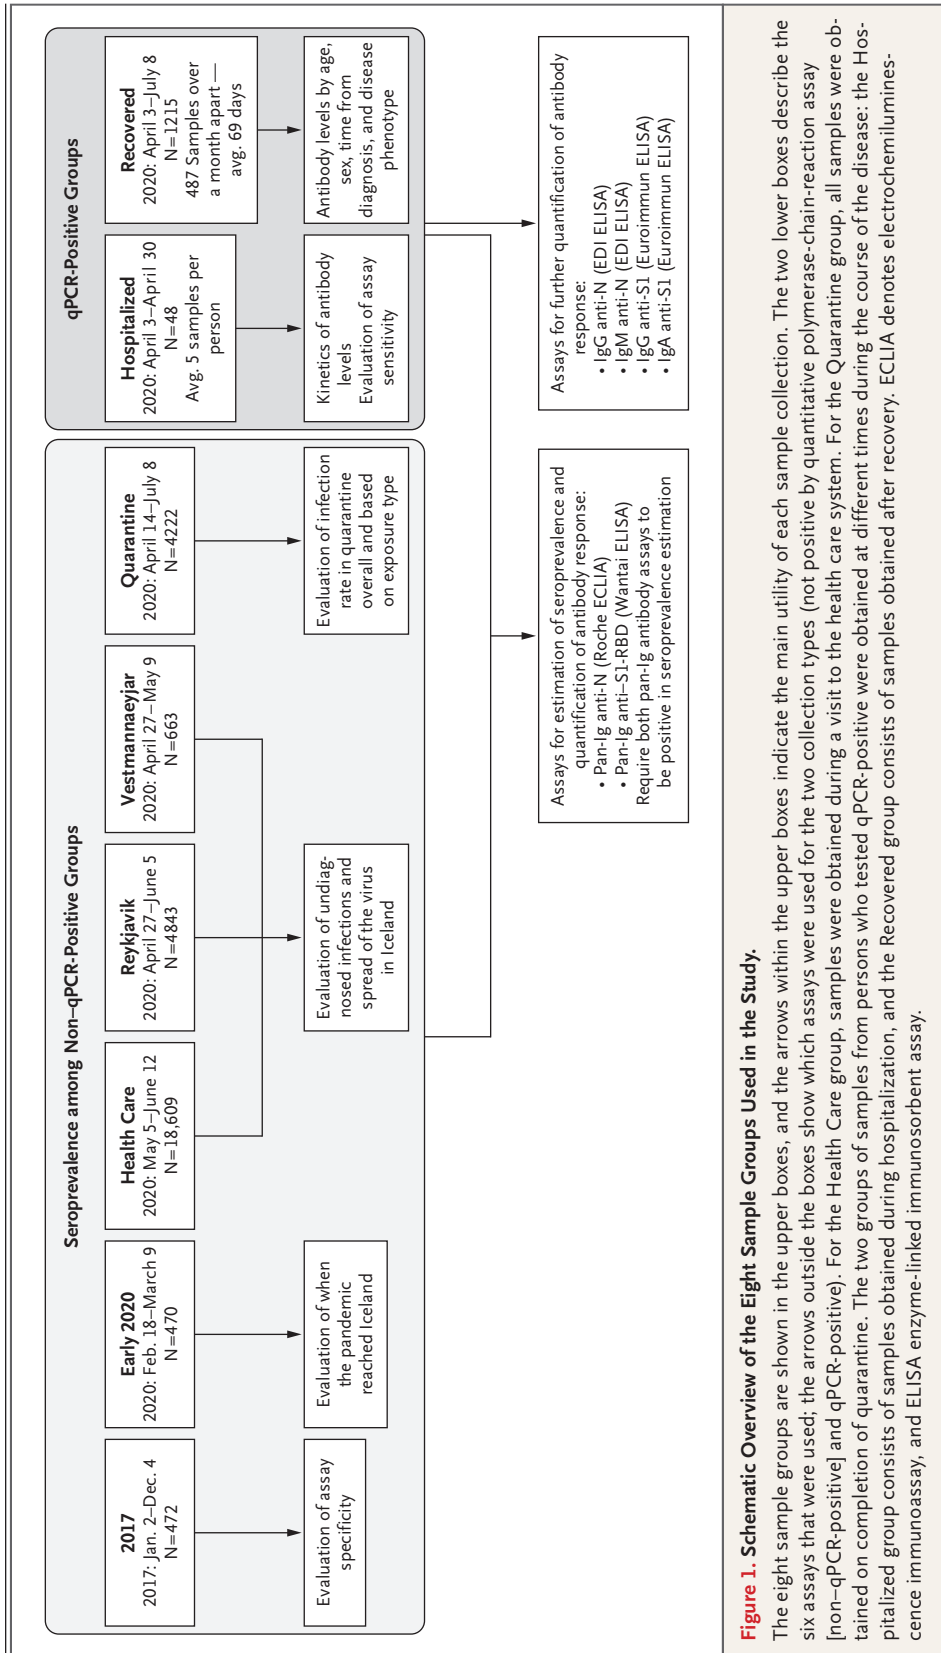 Seroprevalence among Non–qPCR-Positive Groups
qPCR-Positive Groups
2017
2017: Jan. 2–Dec. 4
N=472
Early 2020
2020: Feb. 18–March 9
N=470
Health Care
2020: May 5–June 12
N=18,609
Reykjavik
2020: April 27–June 5
N=4843
Vestmannaeyjar
2020: April 27–May 9
N=663
Quarantine
2020: April 14–July 8
N=4222
Hospitalized
2020: April 3–April 30
N=48
Avg. 5 samples per
person
Recovered
2020: April 3–July 8
N=1215
487 Samples over
a month apart —
avg. 69 days
Evaluation of assay
specificity
Evaluation of when
the pandemic
reached Iceland
Evaluation of undiag-
nosed infections and
spread of the virus
in Iceland
Evaluation of infection
rate in quarantine
overall and based
on exposure type
Kinetics of antibody
levels
Evaluation of assay
sensitivity
Antibody levels by age,
sex, time from
diagnosis, and disease
phenotype
Assays for estimation of seroprevalence and
quantification of antibody response:
• Pan-Ig anti-N (Roche ECLIA)
• Pan-Ig anti–S1-RBD (Wantai ELISA)
Require both pan-Ig antibody assays to
be positive in seroprevalence estimation
Assays for further quantification of antibody
response:
• IgG anti-N (EDI ELISA)
• IgM anti-N (EDI ELISA)
• IgG anti-S1 (Euroimmun ELISA)
• IgA anti-S1 (Euroimmun ELISA)
Figure 1. Schematic Overview of the Eight Sample Groups Used in the Study.
The eight sample groups are shown in the upper boxes, and the arrows within the upper boxes indicate the main utility of each sample collection. The two lower boxes describe the
six assays that were used; the arrows outside the boxes show which assays were used for the two collection types (not positive by quantitative polymerase-chain-reaction assay
[non–qPCR-positive] and qPCR-positive). For the Health Care group, samples were obtained during a visit to the health care system. For the Quarantine group, all samples were ob-
tained on completion of quarantine. The two groups of samples from persons who tested qPCR-positive were obtained at different times during the course of the disease: the Hos-
pitalized group consists of samples obtained during hospitalization, and the Recovered group consists of samples obtained after recovery. ECLIA denotes electrochemilumines-
cence immunoassay, and ELISA enzyme-linked immunosorbent assay.